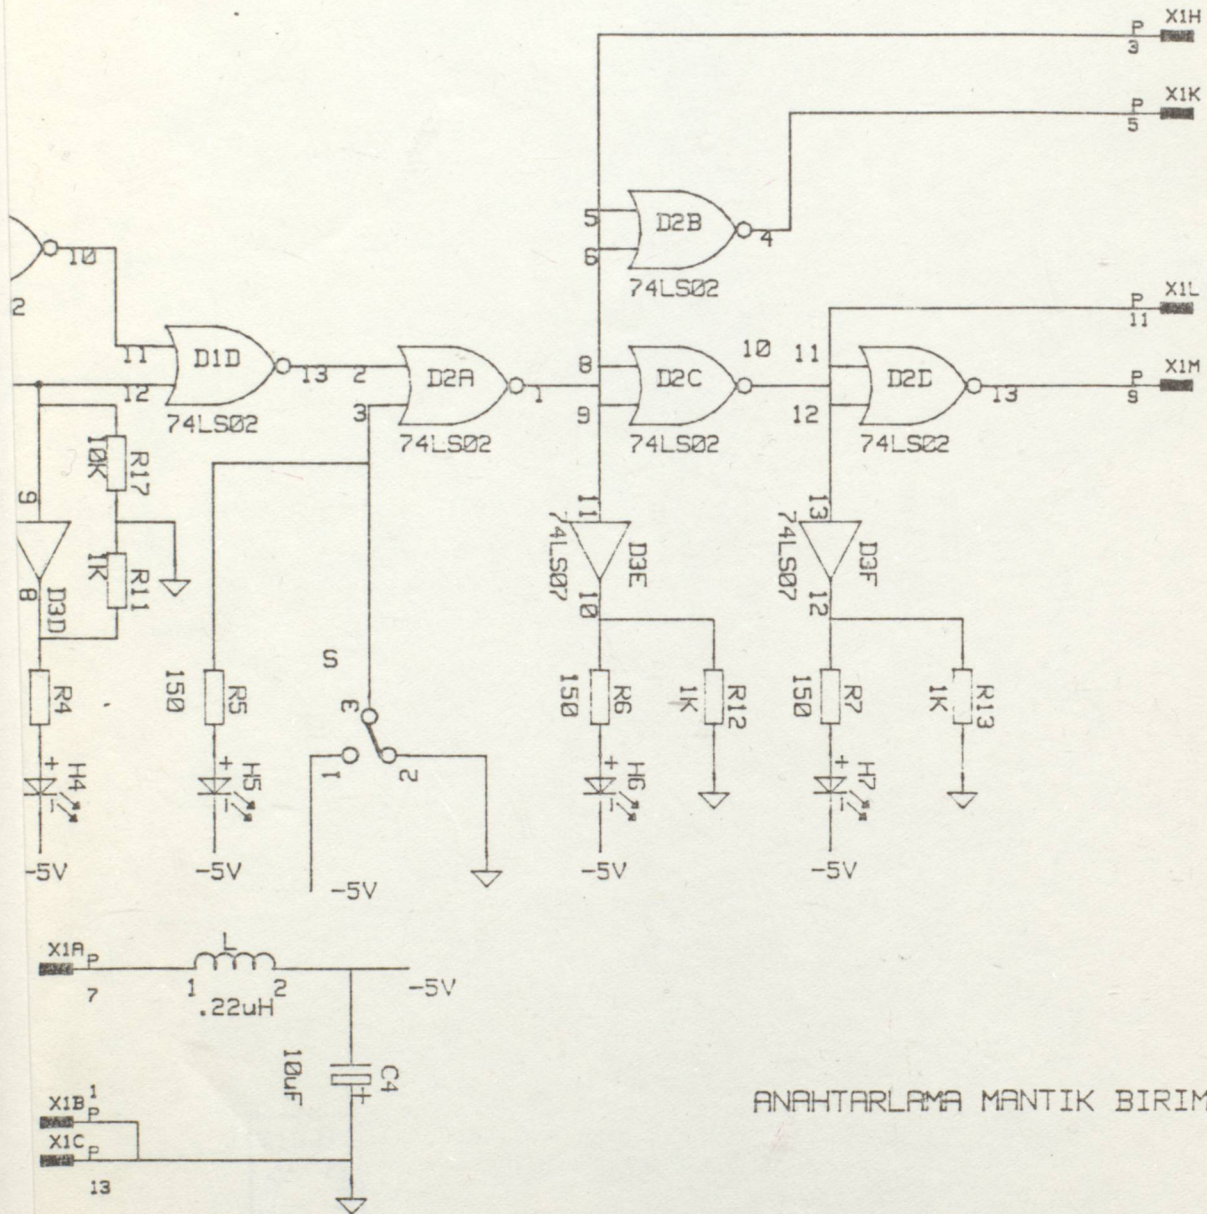 X1H
P
3
X1K
P
5
5
D2B
4
6
74LS02
10
2
X1L
P
11
11
D1D
13
2
D2A
1
8
D2C
10
11
D2D
13
X1M
P
9
12
74LS02
3
74LS02
9
74LS02
12
74LS02
R17
10K
9
8
D3D
R11
1K
11
74LS07
D3E
10
13
74LS07
D3F
12
R4
R5
150
S
3
1
2
R6
150
R12
1K
R7
150
R13
1K
+
H4
+
H5
+
H6
+
H7
-5V
-5V
-5V
-5V
-5V
X1A
P
7
L
1
2
.22uH
-5V
10uF
C4
+
X1B
1
P
X1C
P
13
ANAHTARLAMA MANTIK BIRIM